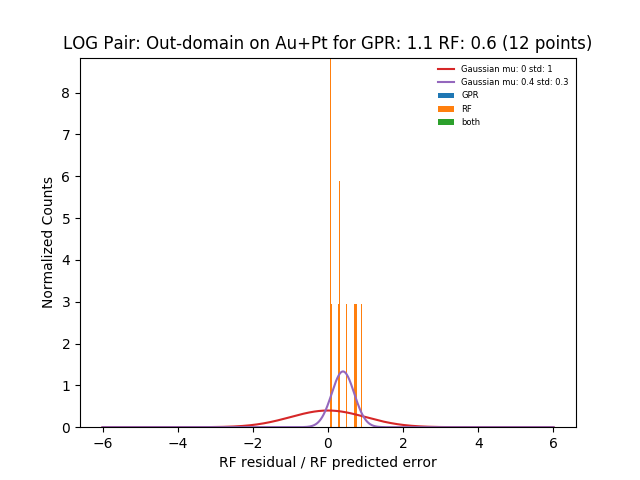 LOG Pair: Out-domain on Au+Pt for GPR: 1.1 RF: 0.6 (12 points)
Gaussian mu: 0 std: 1
Gaussian mu: 0.4 std: 0.3
GPR
RF
both
Normalized Counts
8
7
6
5
4
3
2
1
0
−6 −4 −2 0 2 4 6
RF residual / RF predicted error